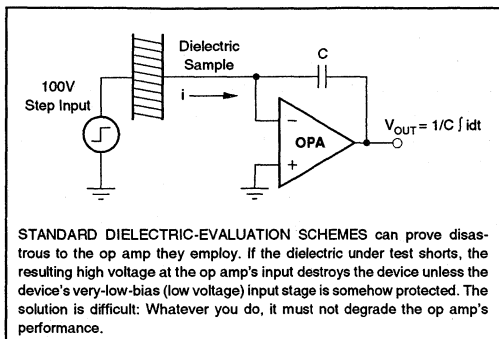 Dielectric
Sample
C
100V
Step Input
i
−
OPA
+
V_OUT = 1/C ∫ idt
STANDARD DIELECTRIC-EVALUATION SCHEMES can prove disas-
trous to the op amp they employ. If the dielectric under test shorts, the
resulting high voltage at the op amp's input destroys the device unless the
device's very-low-bias (low voltage) input stage is somehow protected. The
solution is difficult: Whatever you do, it must not degrade the op amp's
performance.